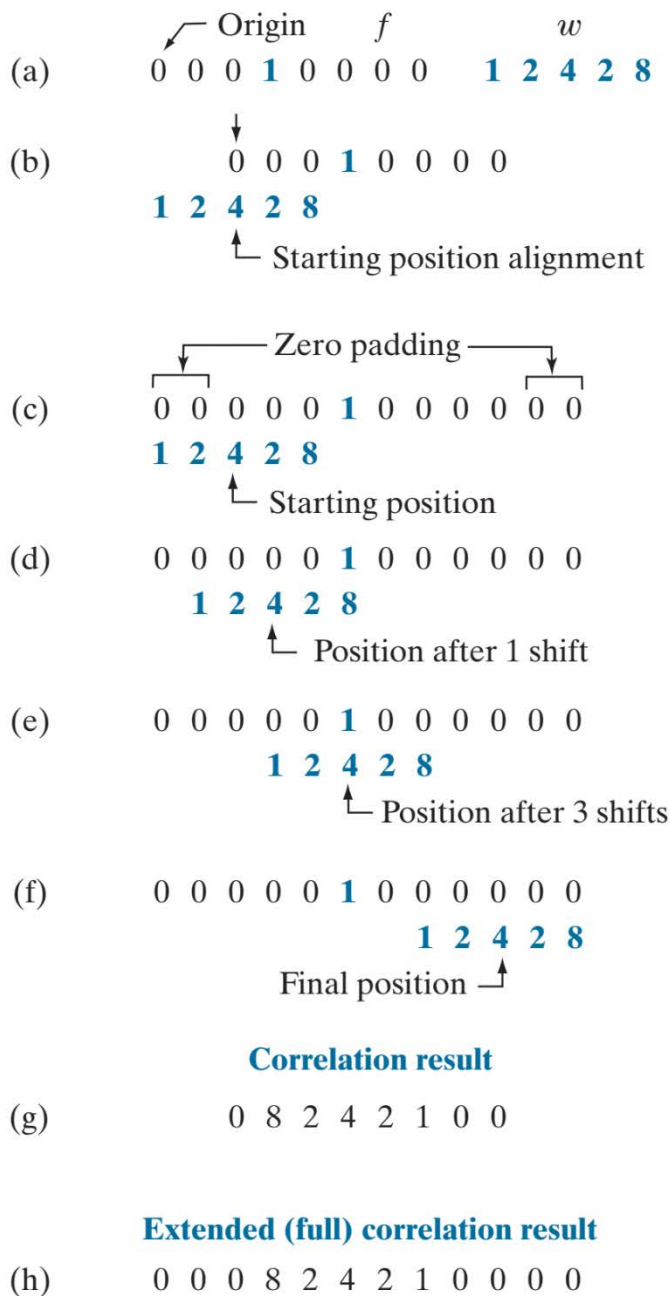 Origin f w
(a) 0 0 0 1 0 0 0 0 1 2 4 2 8
(b) 0 0 0 1 0 0 0 0
1 2 4 2 8
Starting position alignment
Zero padding
(c) 0 0 0 0 0 1 0 0 0 0 0 0
1 2 4 2 8
Starting position
(d) 0 0 0 0 0 1 0 0 0 0 0 0
1 2 4 2 8
Position after 1 shift
(e) 0 0 0 0 0 1 0 0 0 0 0 0
1 2 4 2 8
Position after 3 shifts
(f) 0 0 0 0 0 1 0 0 0 0 0 0
1 2 4 2 8
Final position
Correlation result
(g) 0 8 2 4 2 1 0 0
Extended (full) correlation result
(h) 0 0 0 8 2 4 2 1 0 0 0 0